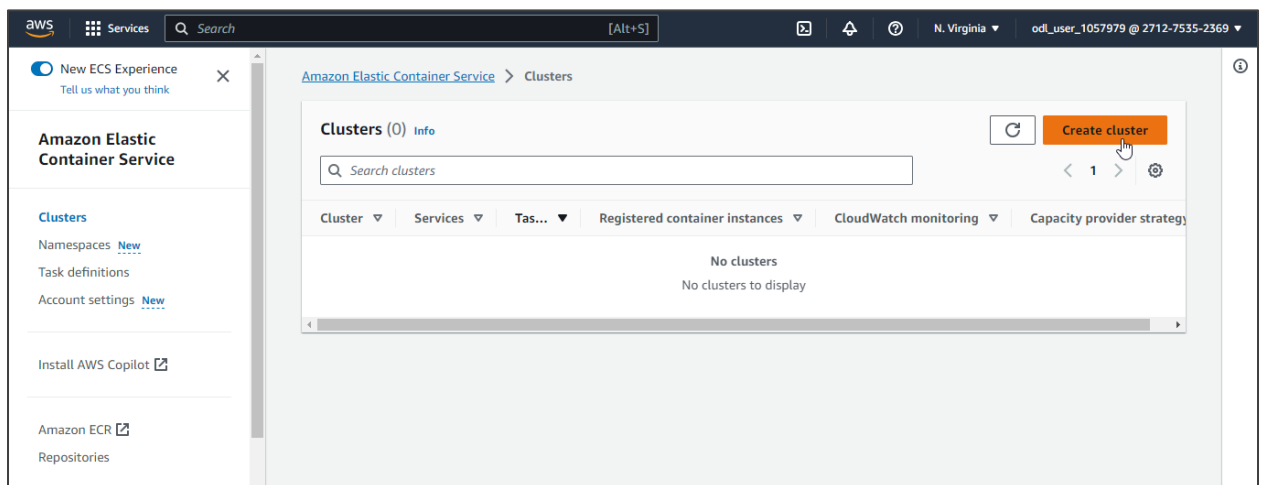 aws
Services
Search
[Alt+S]
N. Virginia
odl_user_1057979 @ 2712-7535-2369
New ECS Experience
Tell us what you think
Amazon Elastic
Container Service
Clusters
Namespaces New
Task definitions
Account settings New
Install AWS Copilot
Amazon ECR
Repositories
Amazon Elastic Container Service > Clusters
Clusters (0) Info
Create cluster
Search clusters
1
Cluster Services Tas... Registered container instances CloudWatch monitoring Capacity provider strategy
No clusters
No clusters to display